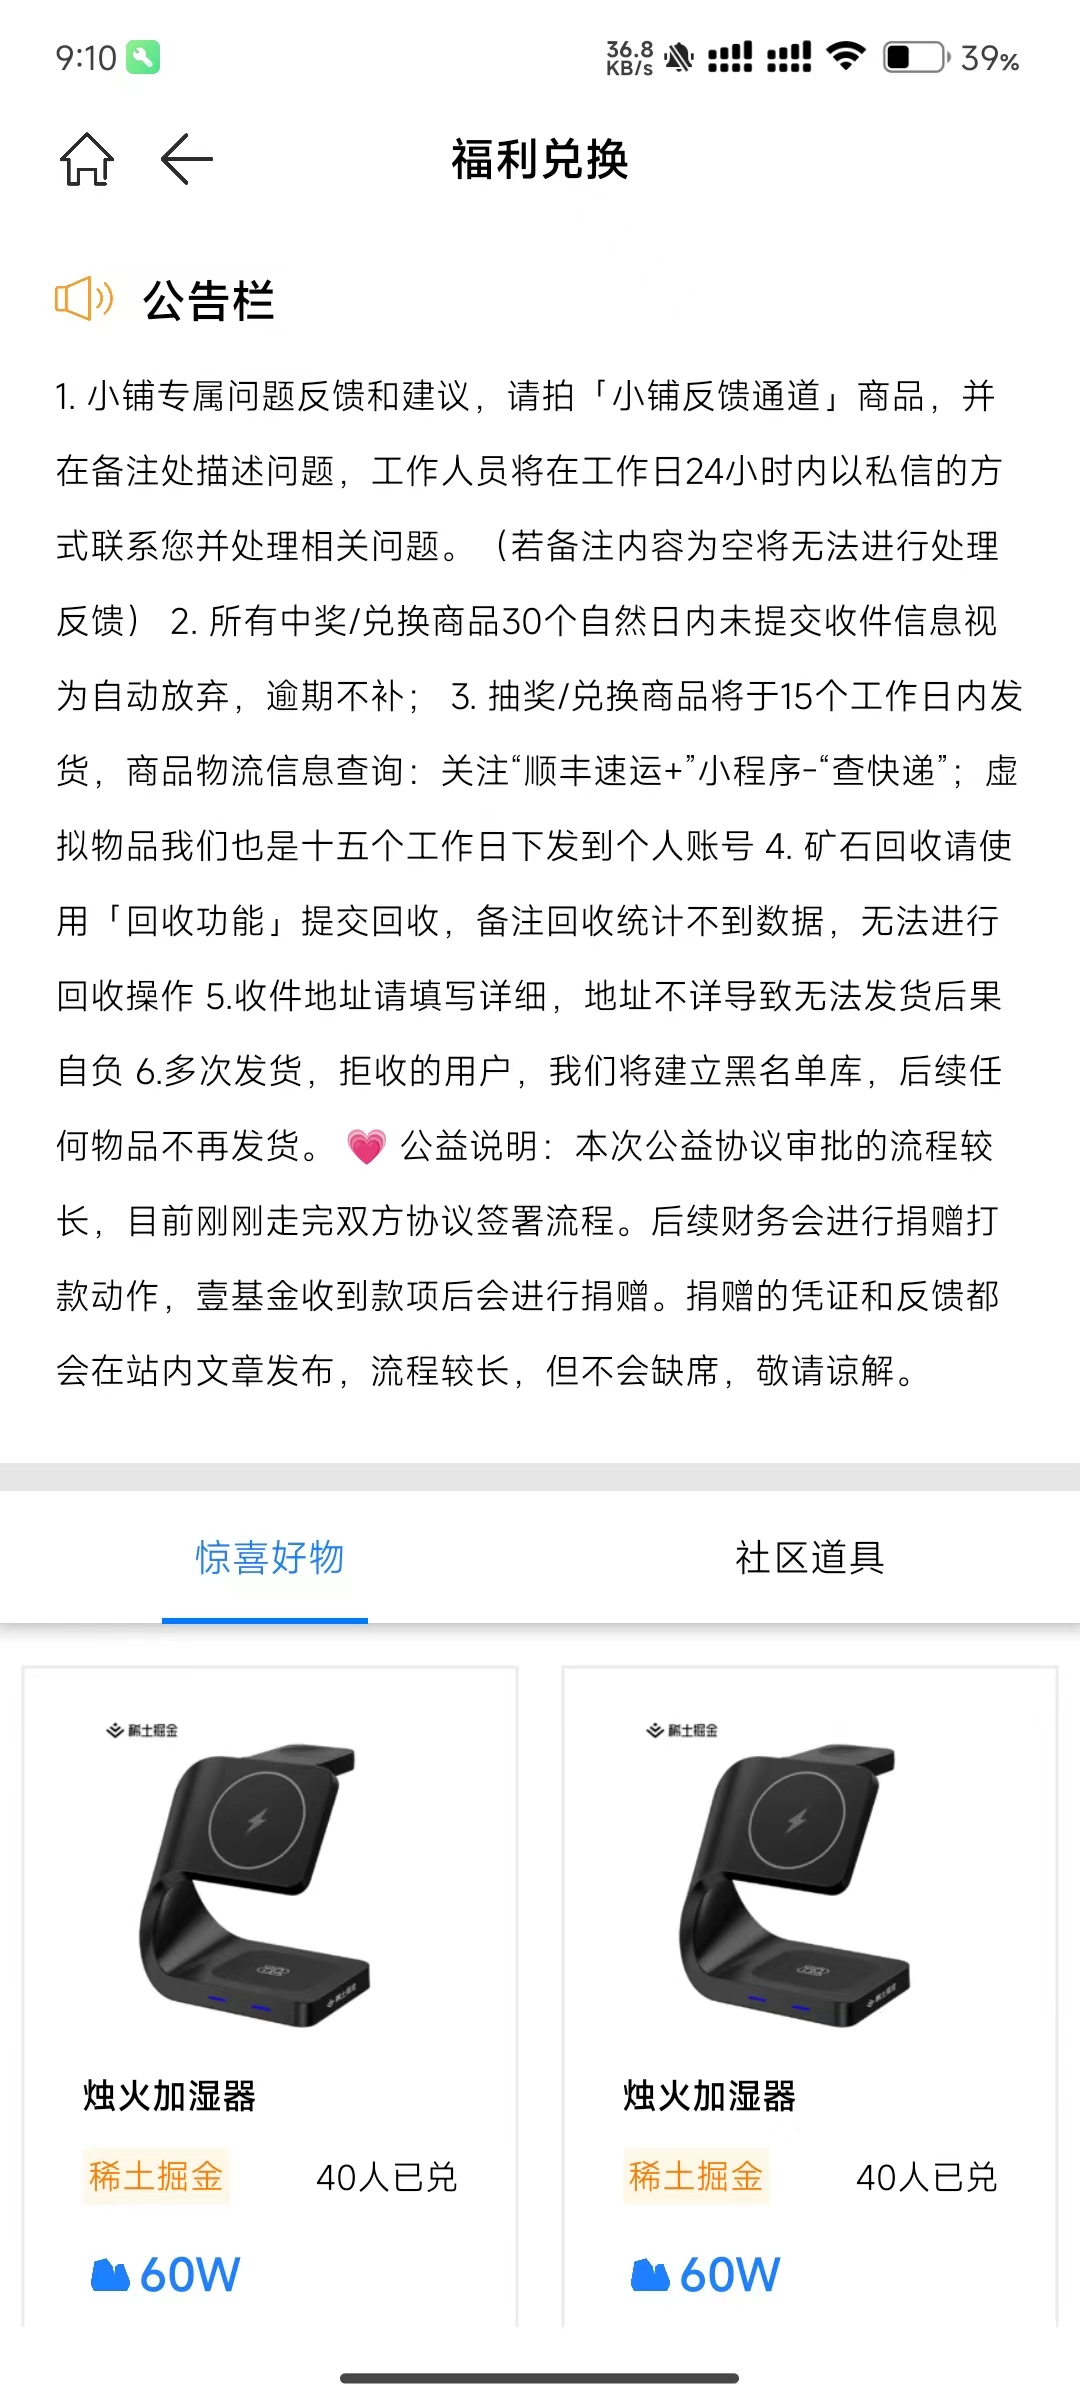 9:10
36.8
KB/s
39%
福利兑换
公告栏
1. 小铺专属问题反馈和建议，请拍「小铺反馈通道」商品，并
在备注处描述问题，工作人员将在工作日24小时内以私信的方
式联系您并处理相关问题。（若备注内容为空将无法进行处理
反馈） 2. 所有中奖/兑换商品30个自然日内未提交收件信息视
为自动放弃，逾期不补； 3. 抽奖/兑换商品将于15个工作日内发
货，商品物流信息查询：关注“顺丰速运+”小程序-“查快递”；虚
拟物品我们也是十五个工作日下发到个人账号 4. 矿石回收请使
用「回收功能」提交回收，备注回收统计不到数据，无法进行
回收操作 5.收件地址请填写详细，地址不详导致无法发货后果
自负 6.多次发货，拒收的用户，我们将建立黑名单库，后续任
何物品不再发货。 💗 公益说明：本次公益协议审批的流程较
长，目前刚刚走完双方协议签署流程。后续财务会进行捐赠打
款动作，壹基金收到款项后会进行捐赠。捐赠的凭证和反馈都
会在站内文章发布，流程较长，但不会缺席，敬请谅解。
惊喜好物 社区道具
稀土掘金
稀土掘金
稀土掘金
稀土掘金
烛火加湿器
烛火加湿器
稀土掘金 40人已兑
稀土掘金 40人已兑
60W
60W